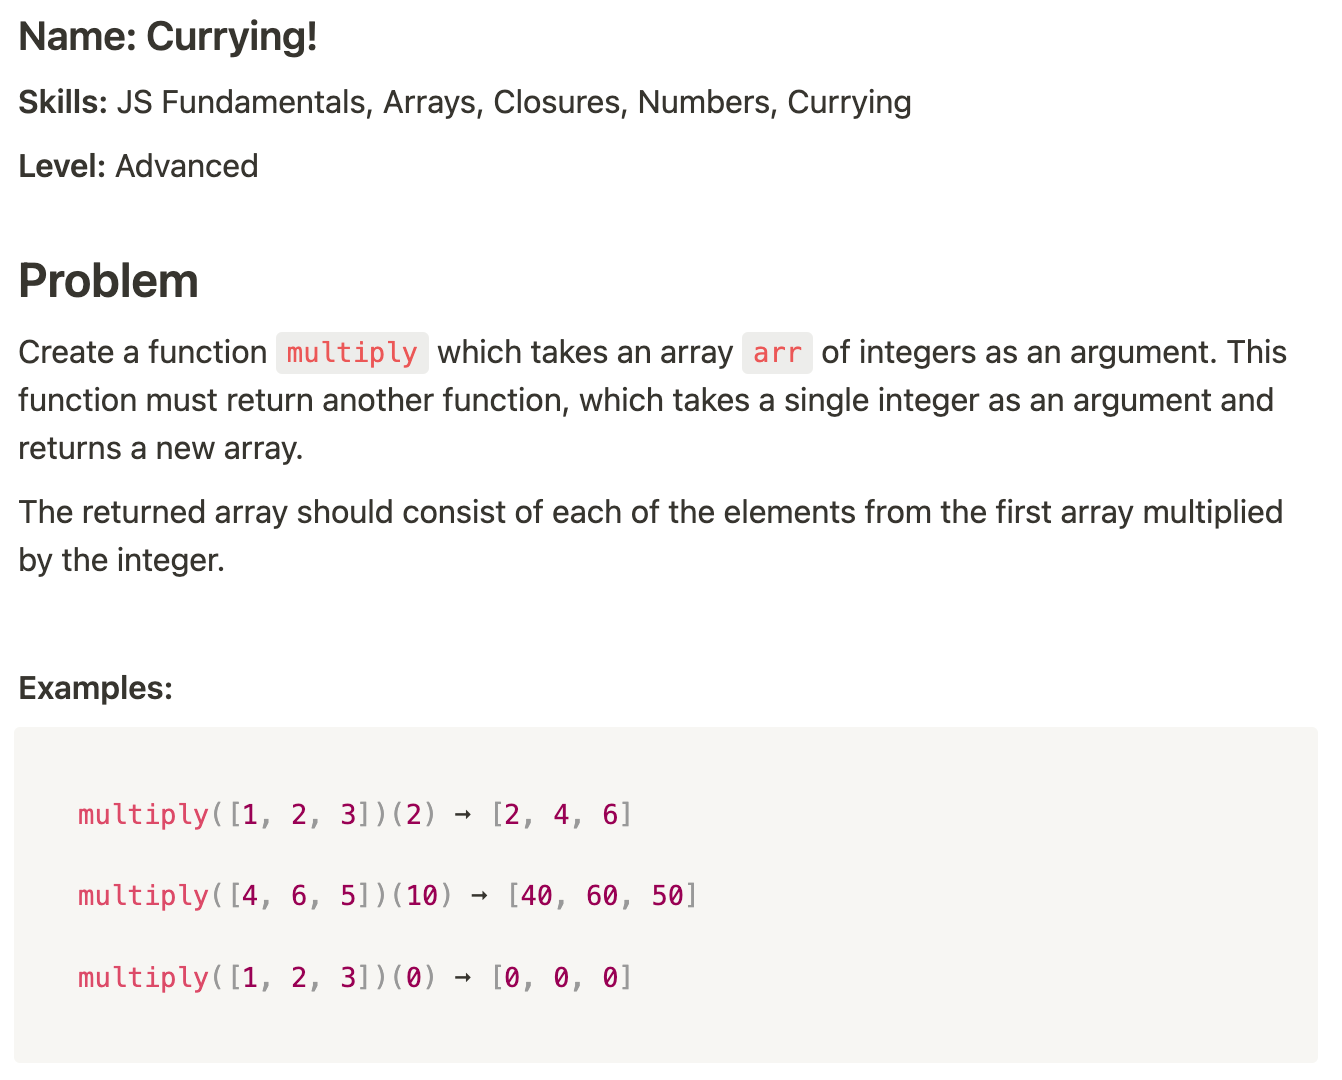 Name: Currying!
Skills: JS Fundamentals, Arrays, Closures, Numbers, Currying
Level: Advanced
Problem
Create a function multiply which takes an array arr of integers as an argument. This
function must return another function, which takes a single integer as an argument and
returns a new array.
The returned array should consist of each of the elements from the first array multiplied
by the integer.
Examples:
multiply([1, 2, 3])(2) → [2, 4, 6]
multiply([4, 6, 5])(10) → [40, 60, 50]
multiply([1, 2, 3])(0) → [0, 0, 0]